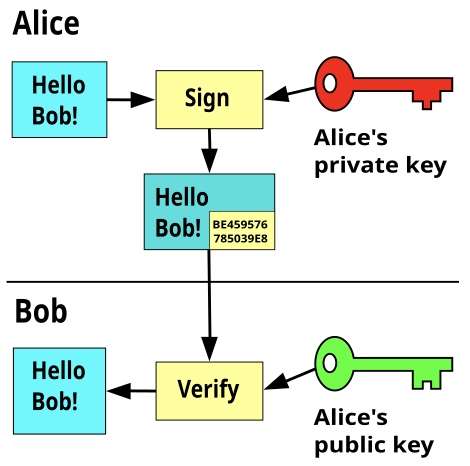 Alice
Hello
Bob!
Sign
Alice's
private key
Hello
Bob!
BE459576
785039E8
Bob
Hello
Bob!
Verify
Alice's
public key